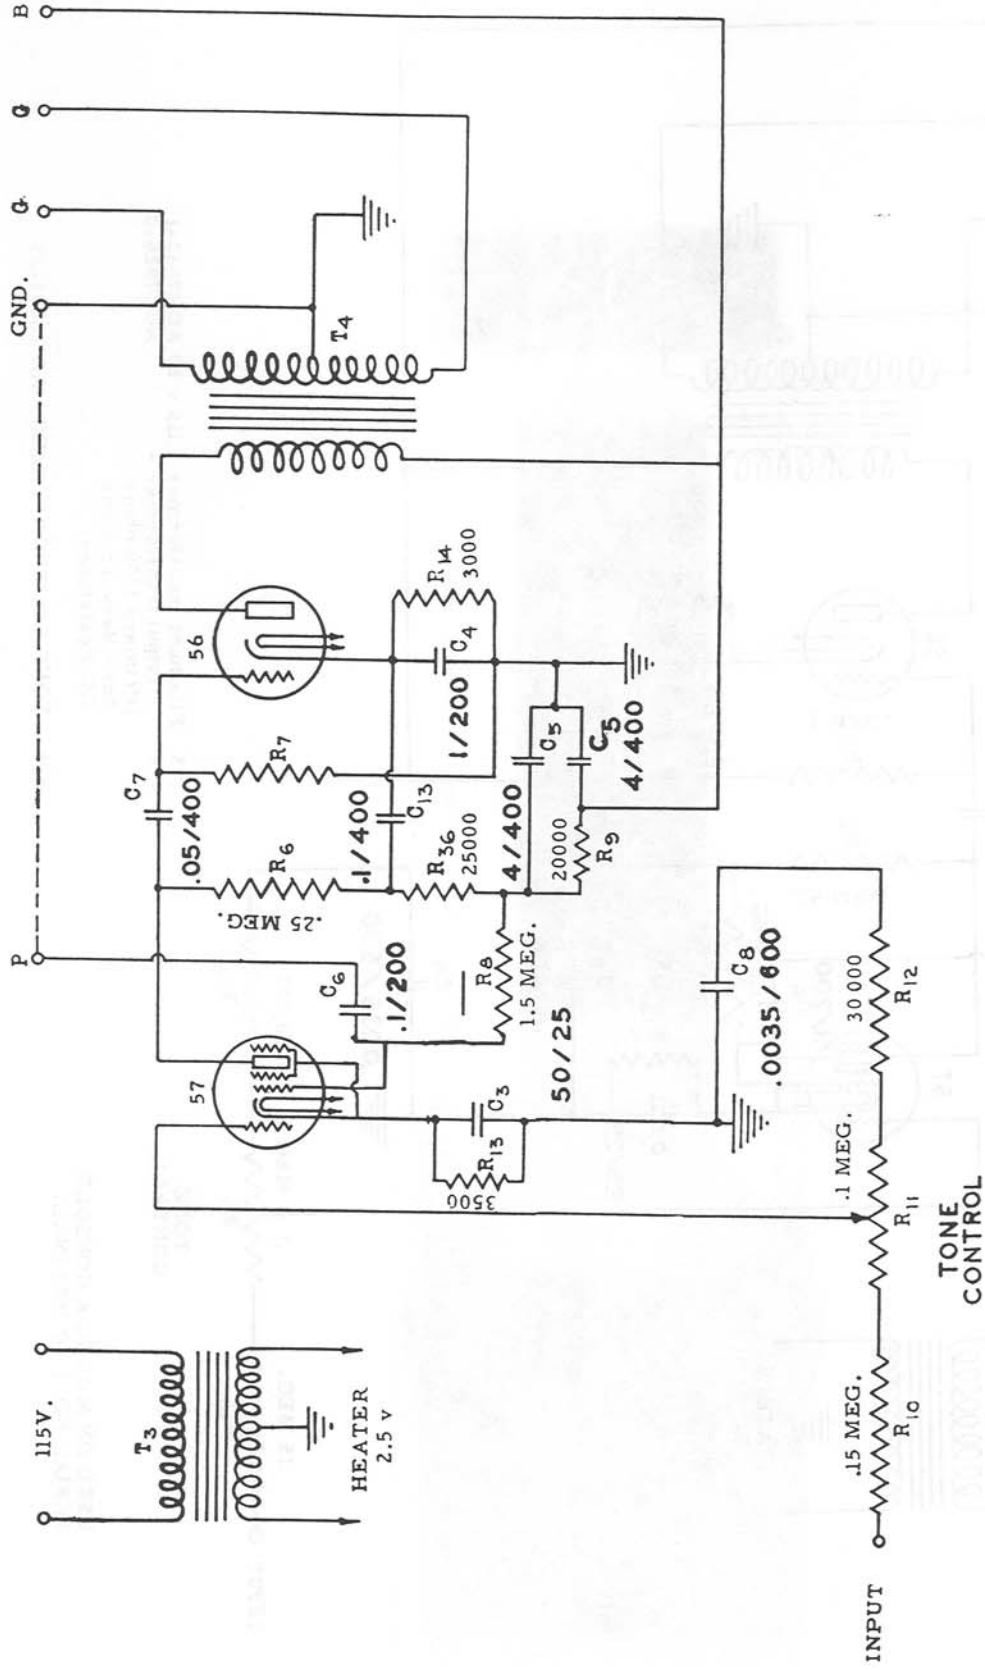 115V.
T3
HEATER
2.5 v
P
GND.
G
G
B
57
56
C7
.05/400
R6
.25 MEG.
R7
.1/400
C13
R36
25000
C6
.1/200
R8
1.5 MEG.
4/400
C5
C5
4/400
20000
R9
1/200
C4
R14
3000
T4
3500
R13
C3
50/25
C8
.0035/600
30000
R12
.1 MEG.
R11
TONE
CONTROL
.15 MEG.
R10
INPUT